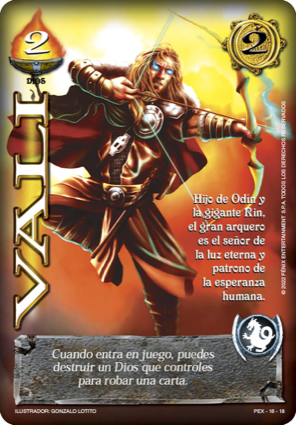 2
DIOS
2
VALI
Hijo de Odín y
la gigante Rin,
el gran arquero
es el señor de
la luz eterna y
patrono de
la esperanza
humana.
© 2022 FÉNIX ENTERTAINMENT S.P.A. TODOS LOS DERECHOS RESERVADOS
Cuando entra en juego, puedes
destruir un Dios que controles
para robar una carta.
ILUSTRADOR: GONZALO LOTITO
PEX - 16 - 18